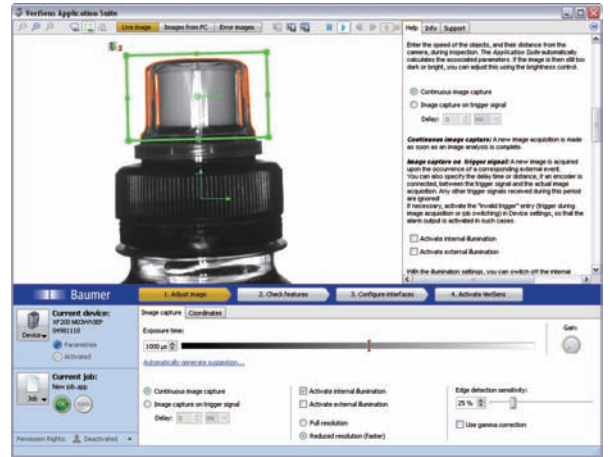 VeriSens Application Suite
Live image
Images from PC
Error images
Help Info Support
Enter the speed of the objects, and their distance from the
camera, during inspection. The Application Suite automatically
calculates the associated parameters. If the image is then still too
dark or bright, you can adjust this using the brightness control.
Continuous image capture
Image capture on trigger signal
Delay: 0 ms
Continuous image capture: A new image acquisition is made
as soon as an image analysis is complete.
Image capture on trigger signal: A new image is acquired
upon the occurrence of a corresponding external event.
You can also specify the delay time or distance, if an encoder is
connected, between the trigger signal and the actual image
acquisition. Any other trigger signals received during this period
are ignored!
If necessary, activate the "Invalid trigger" entry (trigger during
image acquisition or job switching) in Device settings, so that the
alarm output is activated in such cases.
Activate internal illumination
Activate external illumination
With the illumination settings, you can switch off the internal
Baumer
1. Adjust image
2. Check features
3. Configure interfaces
4. Activate VeriSens
Current device:
Device
Parametrize
Activated
Current job:
New job.app
Job
Permission Rights: Deactivated
Image capture Coordinates
Exposure time:
1000 µs
Automatically generate suggestion...
Gain:
Continuous image capture
Image capture on trigger signal
Delay: 0 ms
Activate internal illumination
Activate external illumination
Full resolution
Reduced resolution (faster)
Edge detection sensitivity:
25 %
Use gamma correction